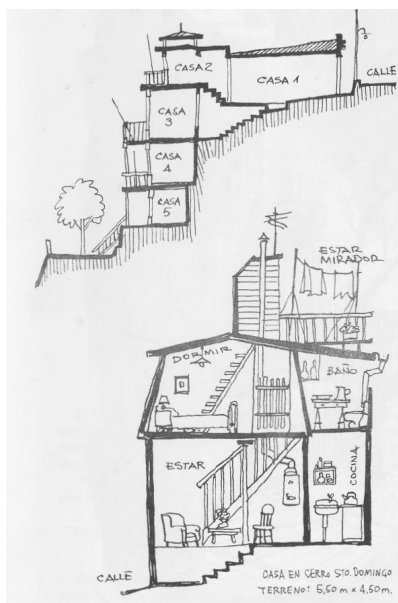 CASA 2
CASA 1
CALLE
CASA
3
CASA
4
CASA
5
ESTAR
MIRADOR
DORMIR
BAÑO
ESTAR
COCINA
CALLE
CASA EN CERRO STO. DOMINGO
TERRENO: 5,50 m × 4,50 m.